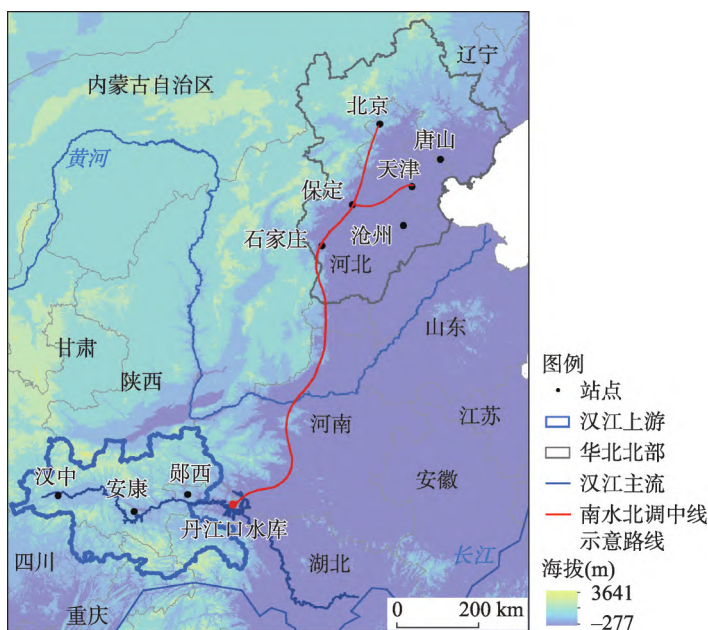 辽宁
内蒙古自治区
北京
唐山
黄河
天津
保定
沧州
石家庄
河北
山东
甘肃
陕西
河南
江苏
汉中
安康
郧西
安徽
丹江口水库
四川
湖北
长江
重庆
0 200 km
图例
站点
汉江上游
华北北部
汉江主流
南水北调中线
示意路线
海拔(m)
3641
–277